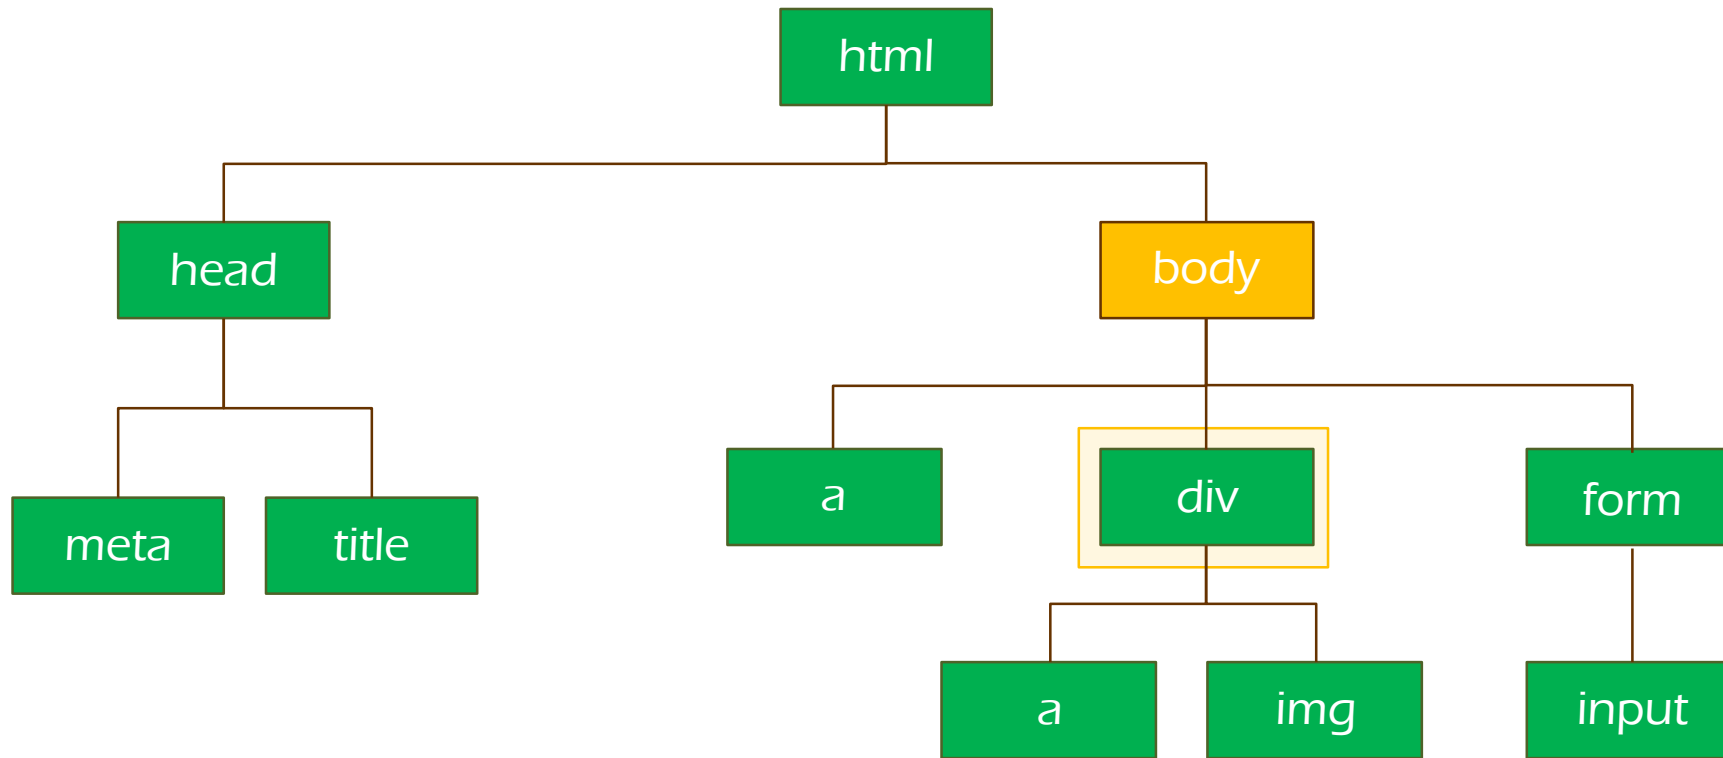 html
head
body
a
div
form
meta
title
a
img
input